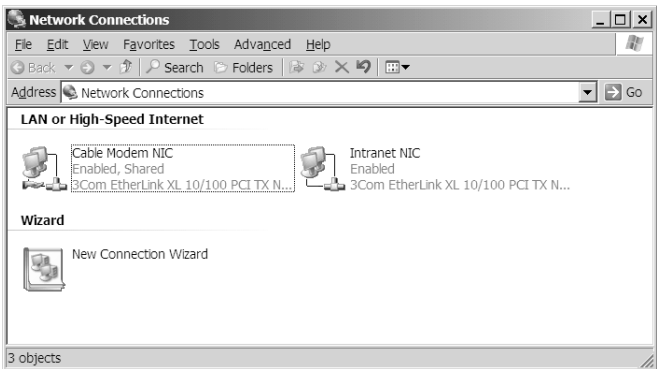 Network Connections
File Edit View Favorites Tools Advanced Help
Back Search Folders
Address Network Connections Go
LAN or High-Speed Internet
Cable Modem NIC
Enabled, Shared
3Com EtherLink XL 10/100 PCI TX N...
Intranet NIC
Enabled
3Com EtherLink XL 10/100 PCI TX N...
Wizard
New Connection Wizard
3 objects